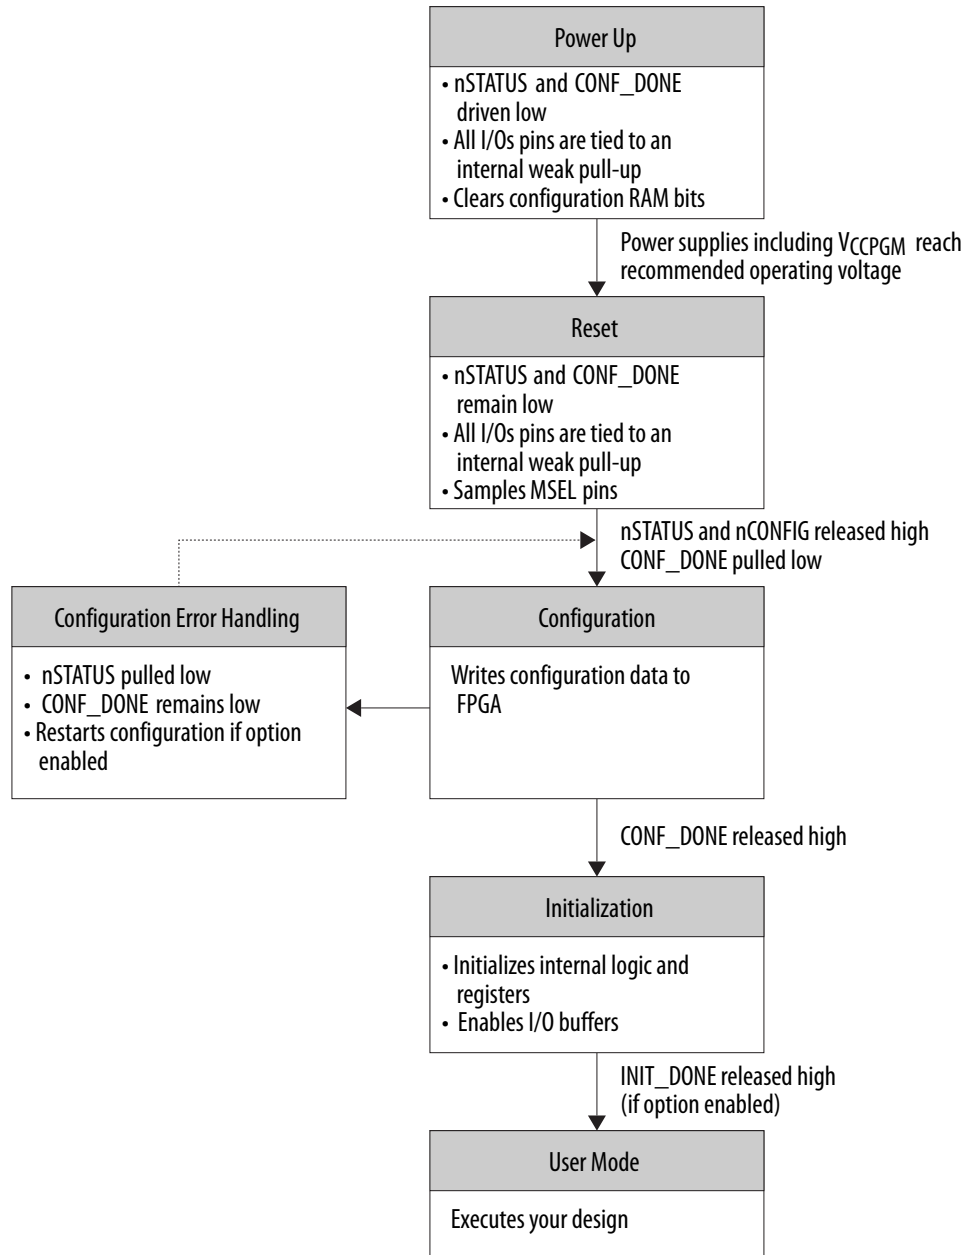 Power Up
• nSTATUS and CONF_DONE
driven low
• All I/Os pins are tied to an
internal weak pull-up
• Clears configuration RAM bits
Power supplies including VCCPGM reach
recommended operating voltage
Reset
• nSTATUS and CONF_DONE
remain low
• All I/Os pins are tied to an
internal weak pull-up
• Samples MSEL pins
nSTATUS and nCONFIG released high
CONF_DONE pulled low
Configuration Error Handling
• nSTATUS pulled low
• CONF_DONE remains low
• Restarts configuration if option
enabled
Configuration
Writes configuration data to
FPGA
CONF_DONE released high
Initialization
• Initializes internal logic and
registers
• Enables I/O buffers
INIT_DONE released high
(if option enabled)
User Mode
Executes your design